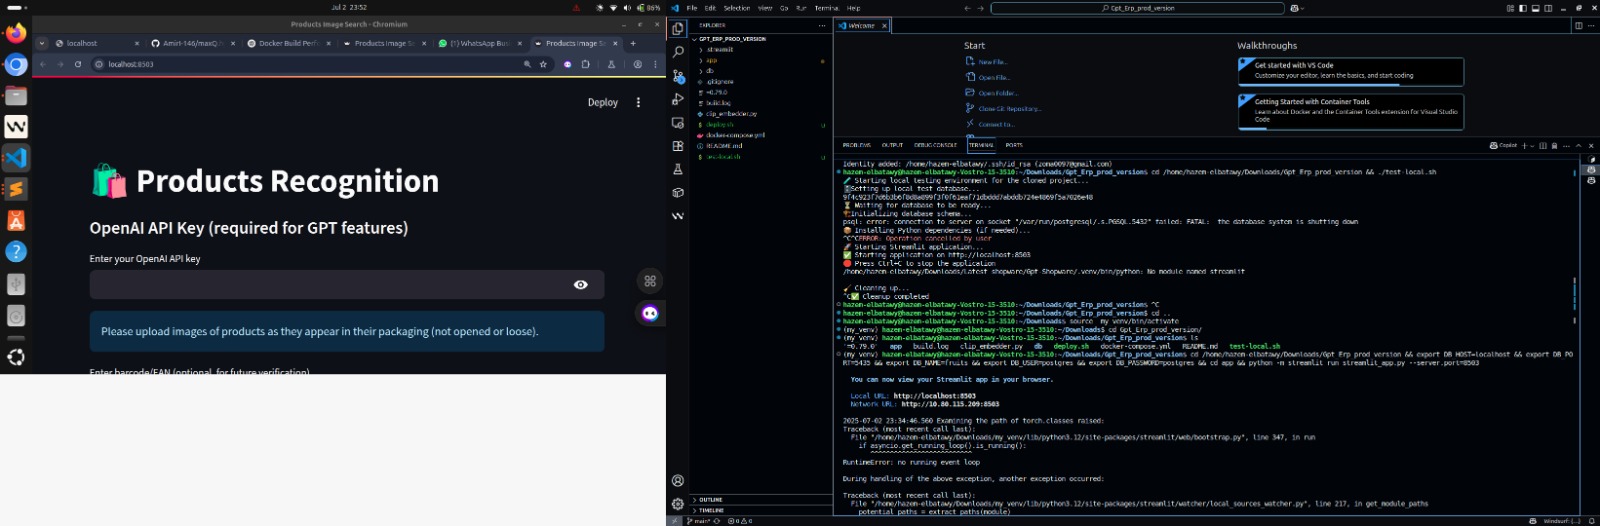 Jul 2 23:52
86%
Products Image Search - Chromium
localhost
Docker Build Perf
Products Image Se
(1) WhatsApp Bus
Products Image Se
localhost:8503
Deploy
Products Recognition
OpenAI API Key (required for GPT features)
Enter your OpenAI API key
Please upload images of products as they appear in their packaging (not opened or loose).
Enter barcode/EAN (optional, for future verification)
File Edit Selection View Go Run Terminal Help
Gpt_Erp_prod_version
EXPLORER
GPT_ERP_PROD_VERSION
.streamlit
app
db
.gitignore
=0.79.0
build.log
clip_embedder.py
deploy.sh U
docker-compose.yml
README.md
test-local.sh U
OUTLINE
TIMELINE
Welcome
Start
New File...
Open File...
Open Folder...
Clone Git Repository...
Connect to...
Walkthroughs
Get started with VS Code
Customize your editor, learn the basics, and start coding
Getting Started with Container Tools
Learn about Docker and the Container Tools extension for Visual Studio
Code
PROBLEMS OUTPUT DEBUG CONSOLE TERMINAL PORTS
Copilot
Identity added: /home/hazem-elbatawy/.ssh/id_rsa (zoma0097@gmail.com)
hazem-elbatawy@hazem-elbatawy-Vostro-15-3510:~/Downloads/Gpt_Erp_prod_version$ cd /home/hazem-elbatawy/Downloads/Gpt_Erp_prod_version && ./test-local.sh
Starting local testing environment for the cloned project...
Setting up local test database...
Waiting for database to be ready...
Initializing database schema...
psql: error: connection to server on socket "/var/run/postgresql/.s.PGSQL.5432" failed: FATAL: the database system is shutting down
Installing Python dependencies (if needed)...
^C^CERROR: Operation cancelled by user
Starting Streamlit application...
Starting application on http://localhost:8503
Press Ctrl+C to stop the application
/home/hazem-elbatawy/Downloads/Latest shopware/Gpt Shopware/.venv/bin/python: No module named streamlit
Cleaning up...
^C Cleanup completed
hazem-elbatawy@hazem-elbatawy-Vostro-15-3510:~/Downloads/Gpt_Erp_prod_version$ ^C
hazem-elbatawy@hazem-elbatawy-Vostro-15-3510:~/Downloads/Gpt_Erp_prod_version$ cd ..
hazem-elbatawy@hazem-elbatawy-Vostro-15-3510:~/Downloads$ source my_venv/bin/activate
(my_venv) hazem-elbatawy@hazem-elbatawy-Vostro-15-3510:~/Downloads$ cd Gpt_Erp_prod_version/
(my_venv) hazem-elbatawy@hazem-elbatawy-Vostro-15-3510:~/Downloads/Gpt_Erp_prod_version$ ls
'=0.79.0' app build.log clip_embedder.py db deploy.sh docker-compose.yml README.md test-local.sh
(my_venv) hazem-elbatawy@hazem-elbatawy-Vostro-15-3510:~/Downloads/Gpt_Erp_prod_version$ cd /home/hazem-elbatawy/Downloads/Gpt_Erp_prod_version && export DB_HOST=localhost && export DB_PO
RT=5435 && export DB_NAME=fruits && export DB_USER=postgres && export DB_PASSWORD=postgres && cd app && python -m streamlit run streamlit_app.py --server.port=8503
You can now view your Streamlit app in your browser.
Local URL: http://localhost:8503
Network URL: http://10.80.115.209:8503
2025-07-02 23:34:46.560 Examining the path of torch.classes raised:
Traceback (most recent call last):
File "/home/hazem-elbatawy/Downloads/my_venv/lib/python3.12/site-packages/streamlit/web/bootstrap.py", line 347, in run
if asyncio.get_running_loop().is_running():
^^^^^^^^^^^^^^^^^^^^^^^^^^
RuntimeError: no running event loop
During handling of the above exception, another exception occurred:
Traceback (most recent call last):
File "/home/hazem-elbatawy/Downloads/my_venv/lib/python3.12/site-packages/streamlit/watcher/local_sources_watcher.py", line 217, in get_module_paths
potential_paths = extract_paths(module)
main*
0 0
Windsurf: {...}